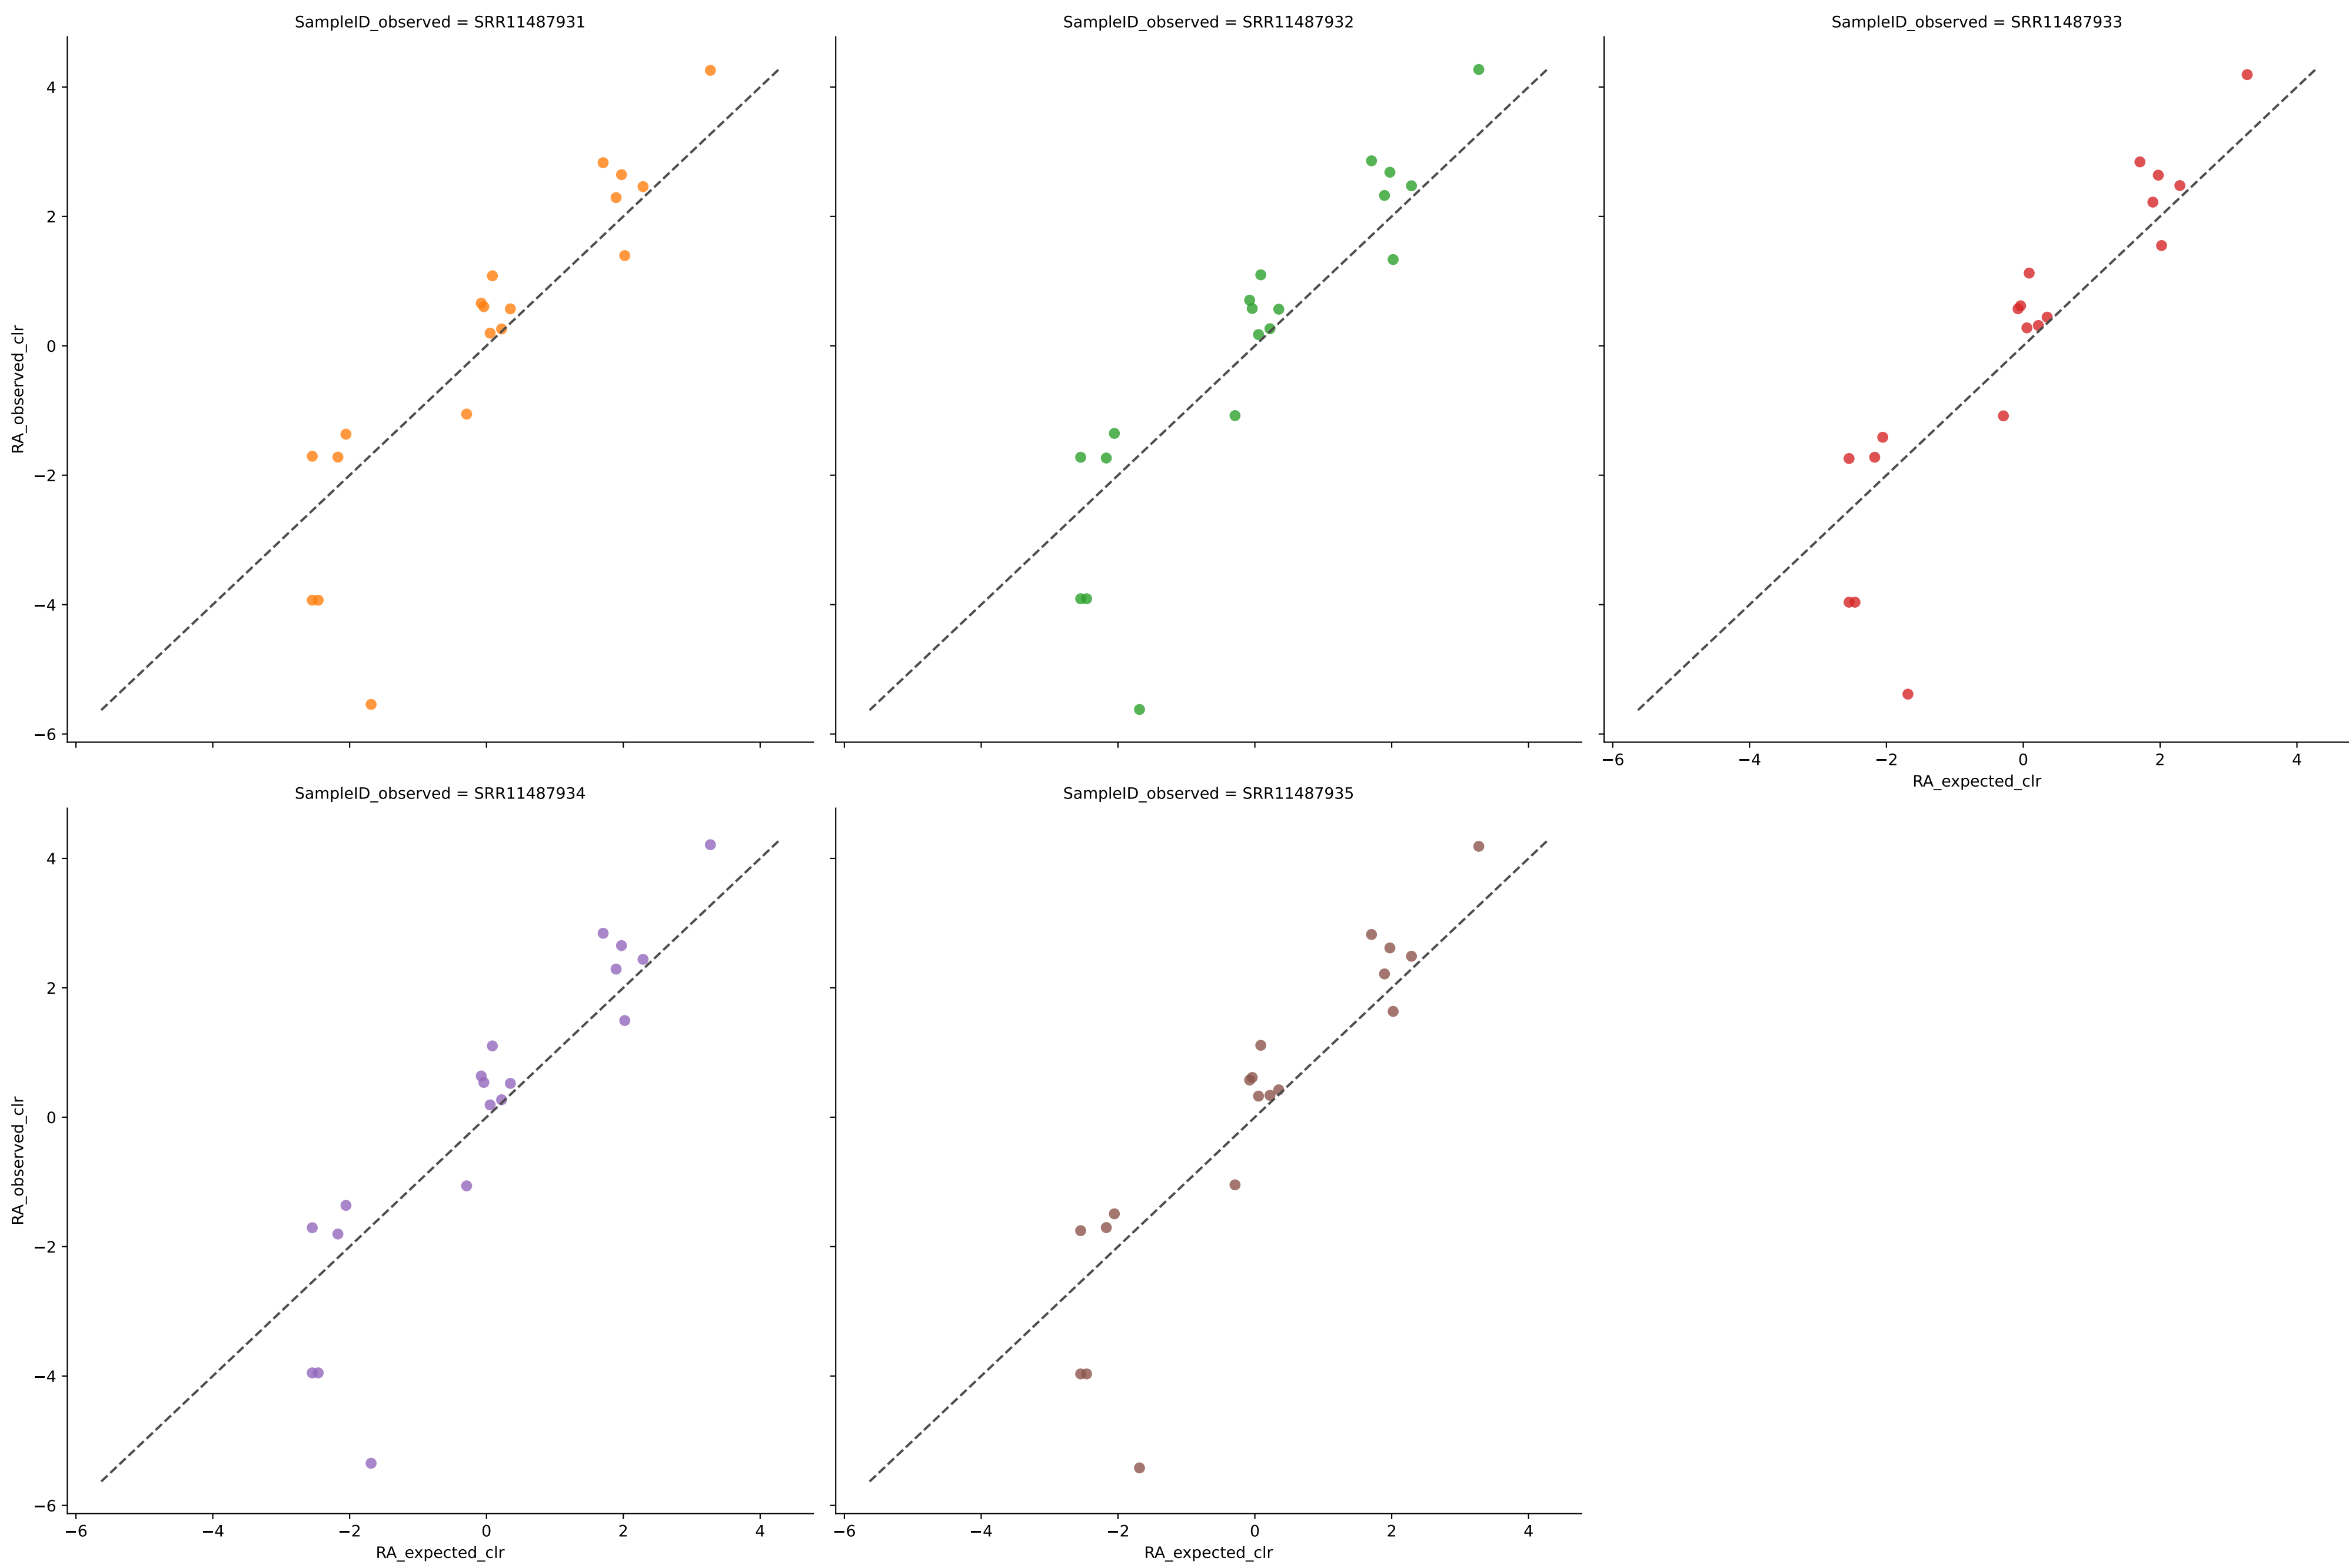 SampleID_observed = SRR11487931
SampleID_observed = SRR11487932
SampleID_observed = SRR11487933
4
2
0
−2
−4
−6
RA_observed_clr
−6 −4 −2 0 2 4
RA_expected_clr
SampleID_observed = SRR11487934
SampleID_observed = SRR11487935
4
2
0
−2
−4
−6
RA_observed_clr
−6 −4 −2 0 2 4
RA_expected_clr
−6 −4 −2 0 2 4
RA_expected_clr